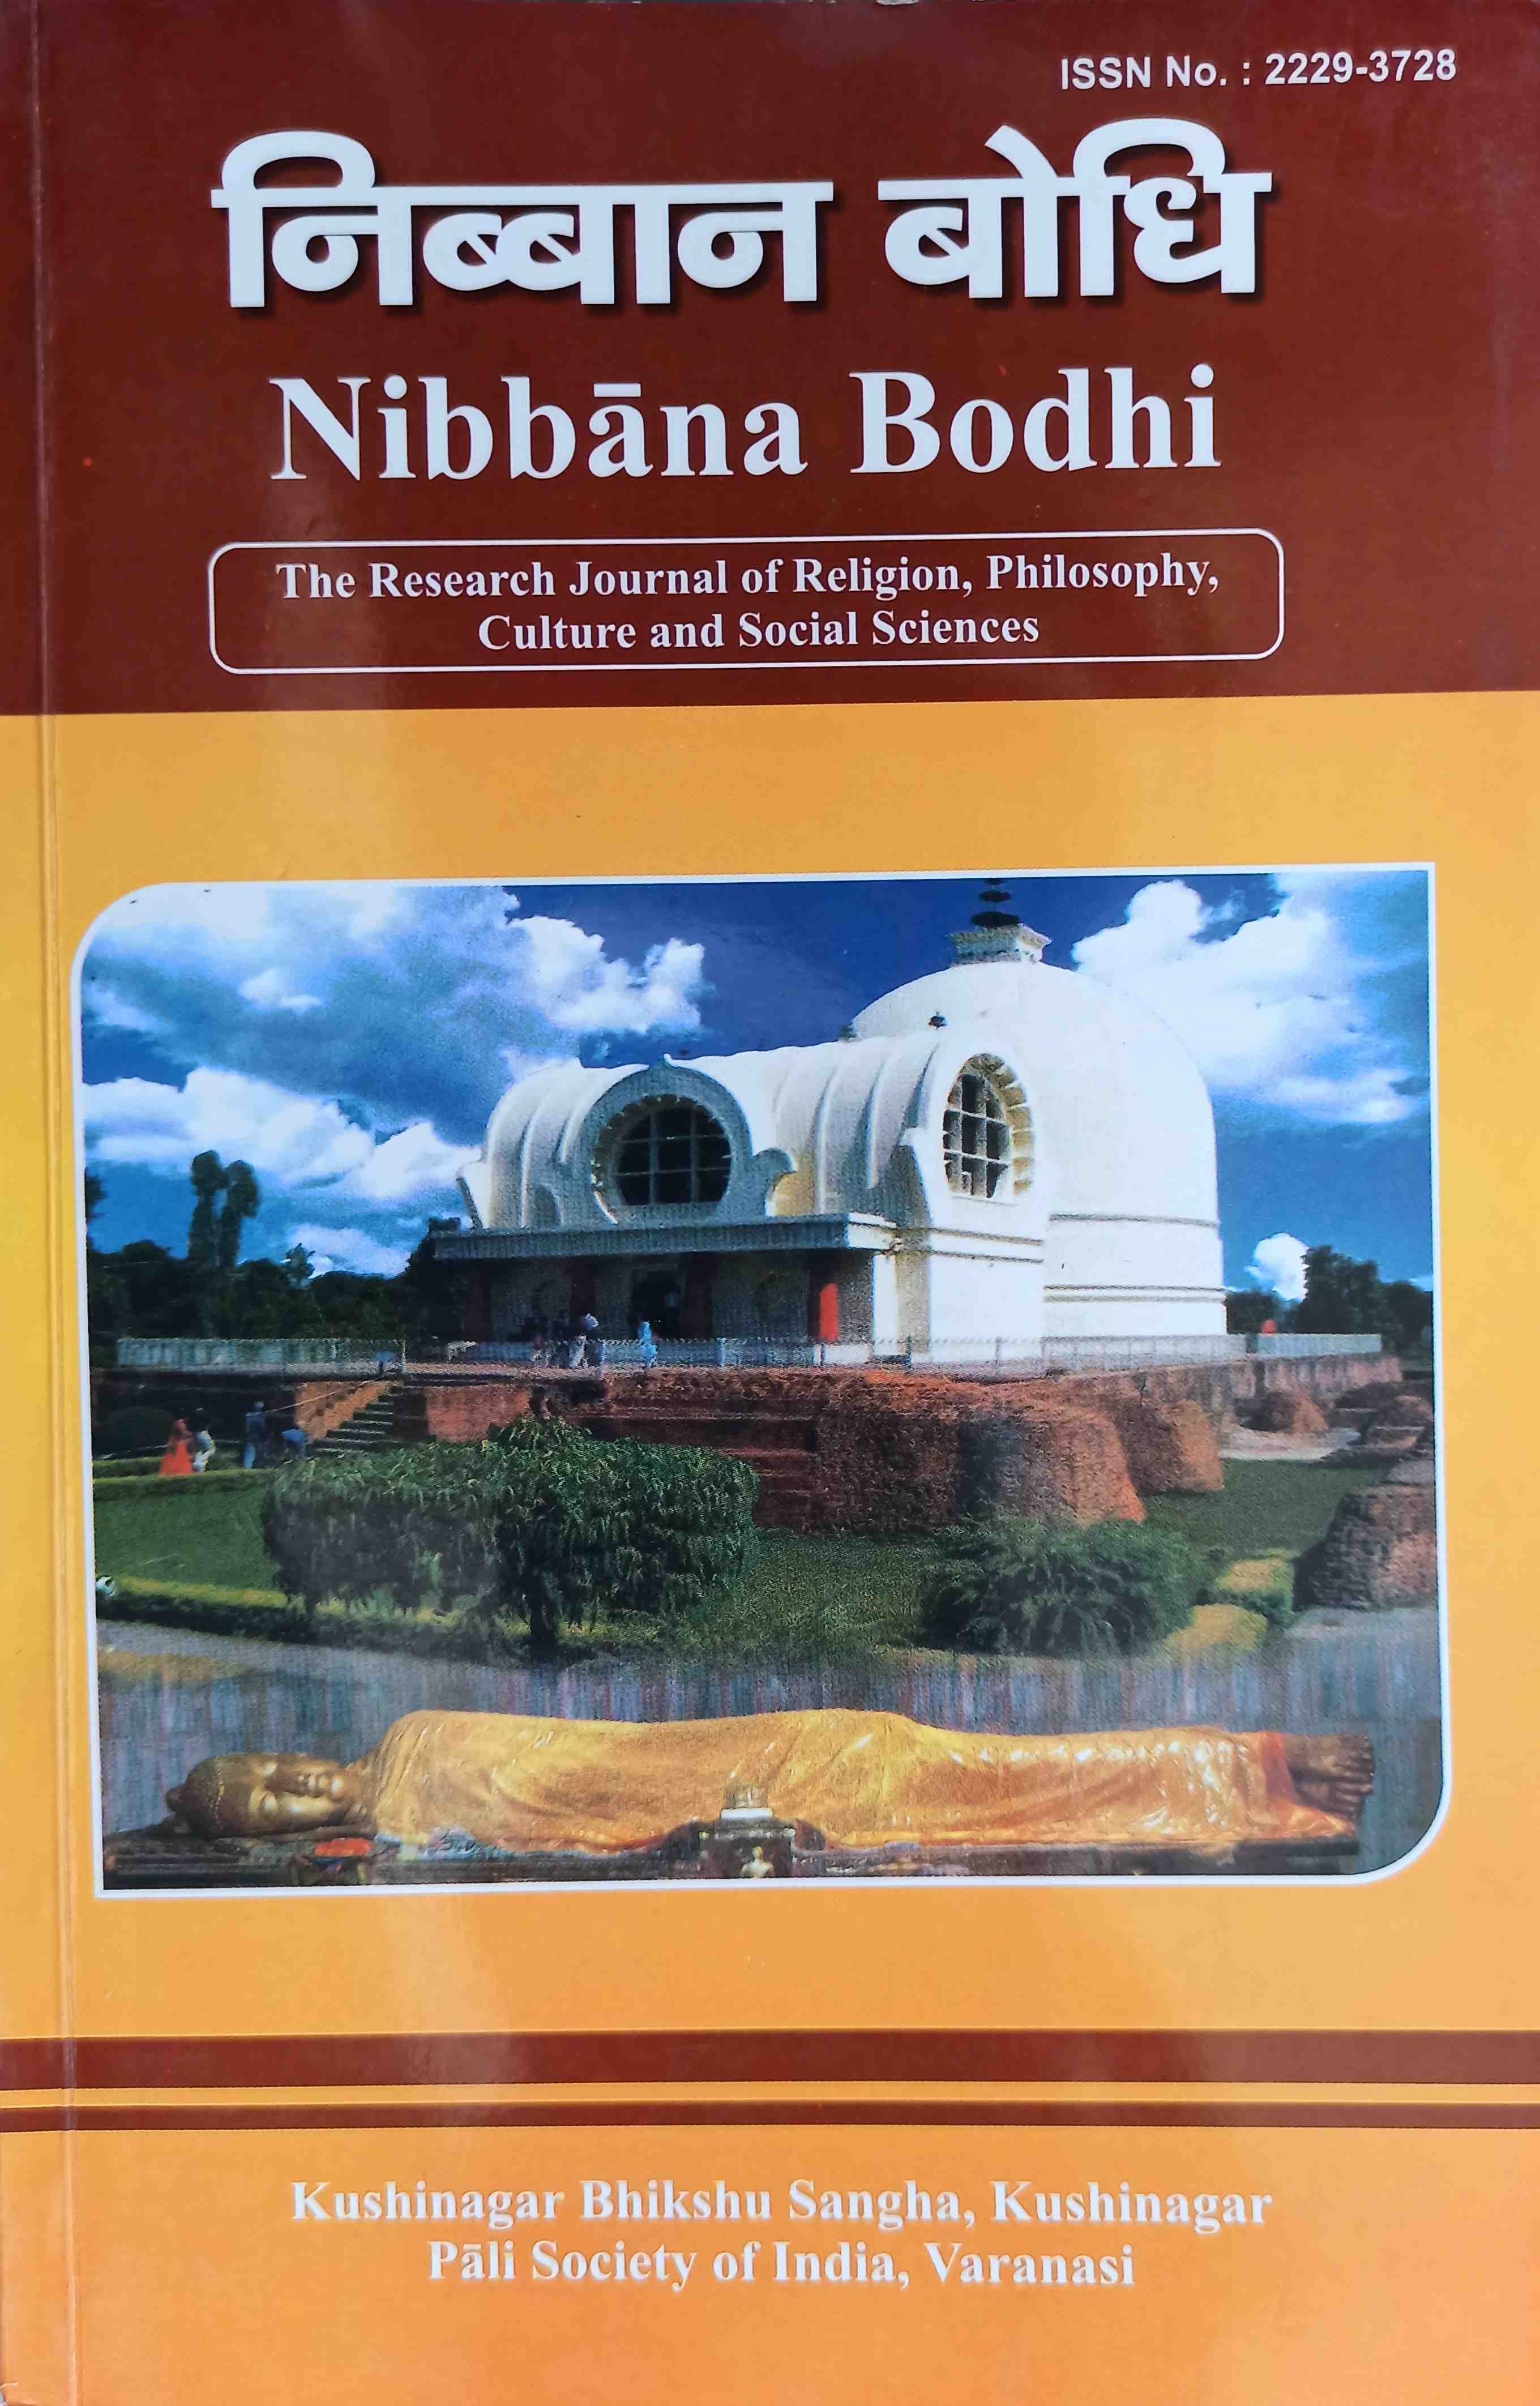 ISSN No. : 2229-3728
निब्बान बोधि
Nibbāna Bodhi
The Research Journal of Religion, Philosophy,
Culture and Social Sciences
Kushinagar Bhikshu Sangha, Kushinagar
Pāli Society of India, Varanasi